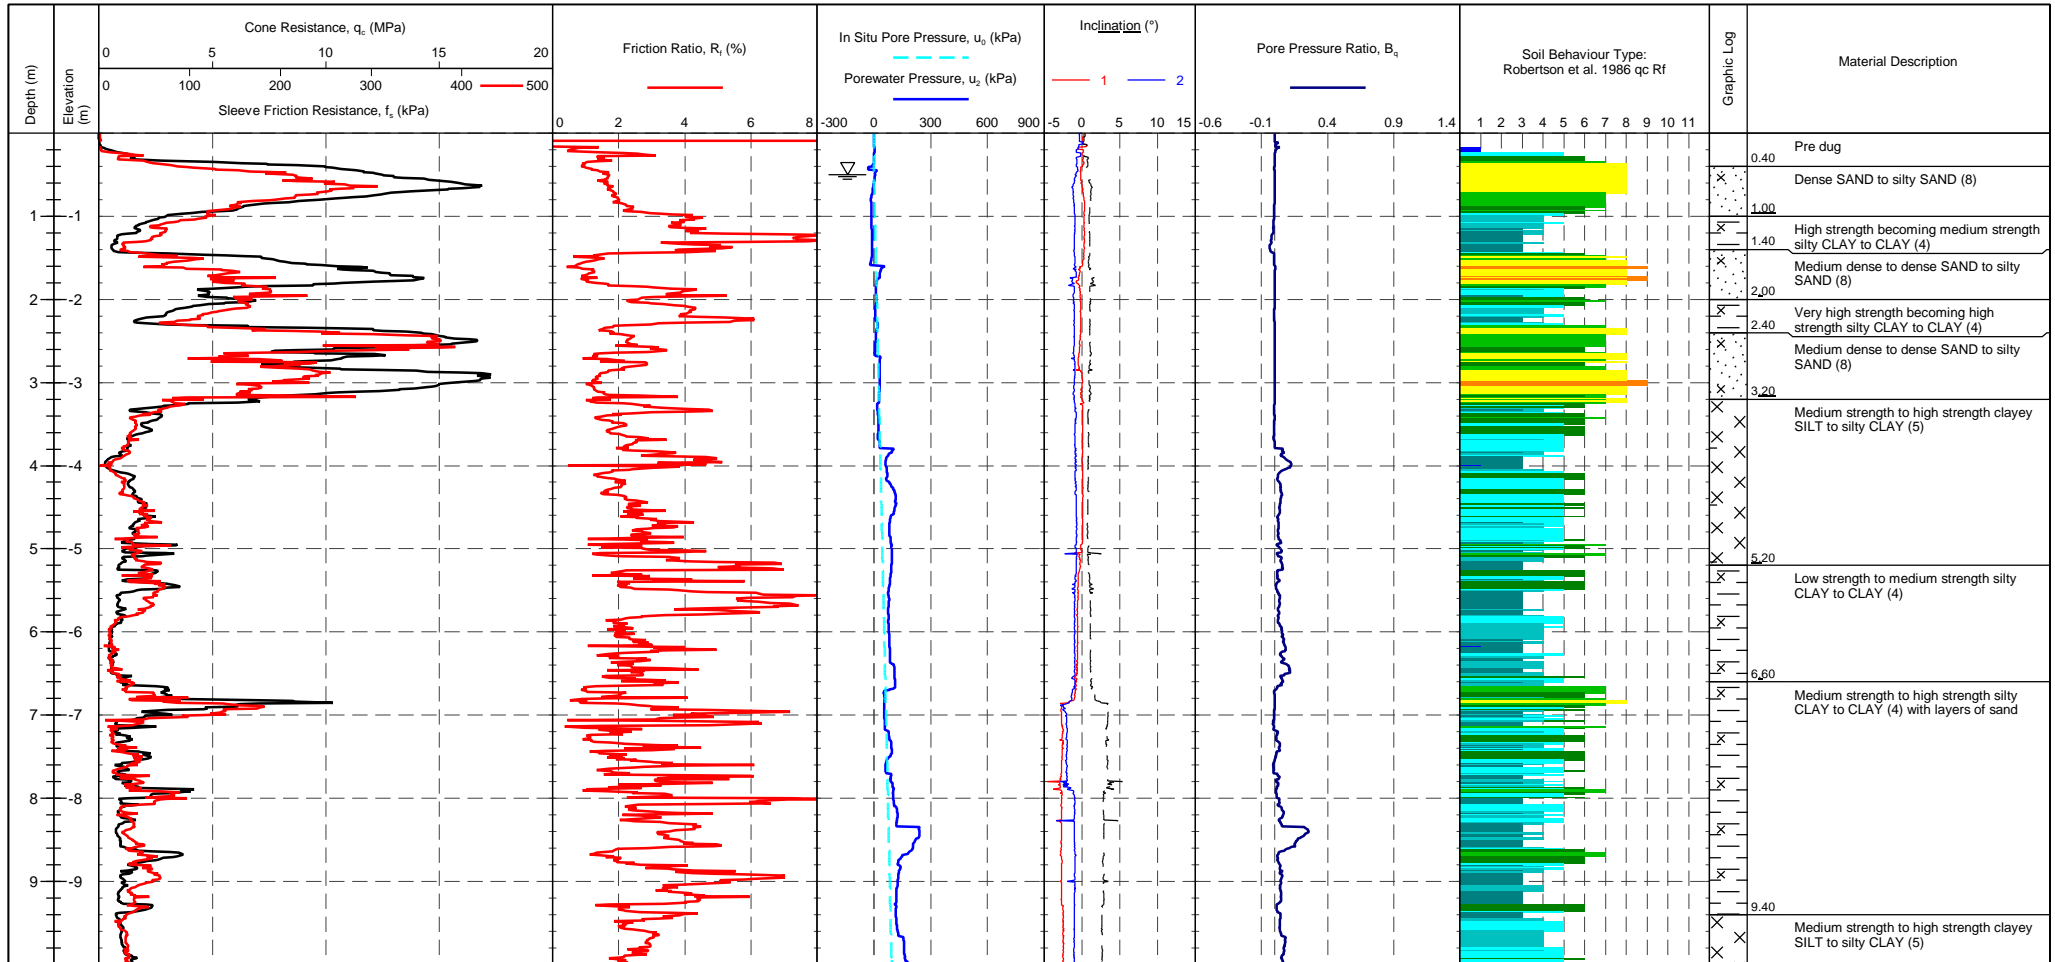 Depth (m)
Elevation (m)
Cone Resistance, qc (MPa)
0 5 10 15 20
0 100 200 300 400 500
Sleeve Friction Resistance, fs (kPa)
Friction Ratio, Rf (%)
0 2 4 6 8
In Situ Pore Pressure, u0 (kPa)
Porewater Pressure, u2 (kPa)
-300 0 300 600 900
Inclination (°)
1 2
-5 0 5 10 15
Pore Pressure Ratio, Bq
-0.6 -0.1 0.4 0.9 1.4
Soil Behaviour Type:
Robertson et al. 1986 qc Rf
1 2 3 4 5 6 7 8 9 10 11
Graphic Log
Material Description
Pre dug
0.40
Dense SAND to silty SAND (8)
1 -1
1.00
High strength becoming medium strength
silty CLAY to CLAY (4)
1.40
Medium dense to dense SAND to silty
SAND (8)
2 -2
2.00
Very high strength becoming high
strength silty CLAY to CLAY (4)
2.40
Medium dense to dense SAND to silty
SAND (8)
3 -3
3.20
Medium strength to high strength clayey
SILT to silty CLAY (5)
4 -4
5 -5
5.20
Low strength to medium strength silty
CLAY to CLAY (4)
6 -6
6.60
Medium strength to high strength silty
CLAY to CLAY (4) with layers of sand
7 -7
8 -8
9 -9
9.40
Medium strength to high strength clayey
SILT to silty CLAY (5)